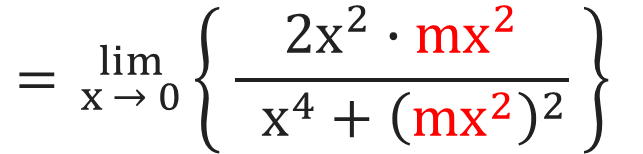 = lim x → 0 { 2x² · mx² / x⁴ + (mx²)² }